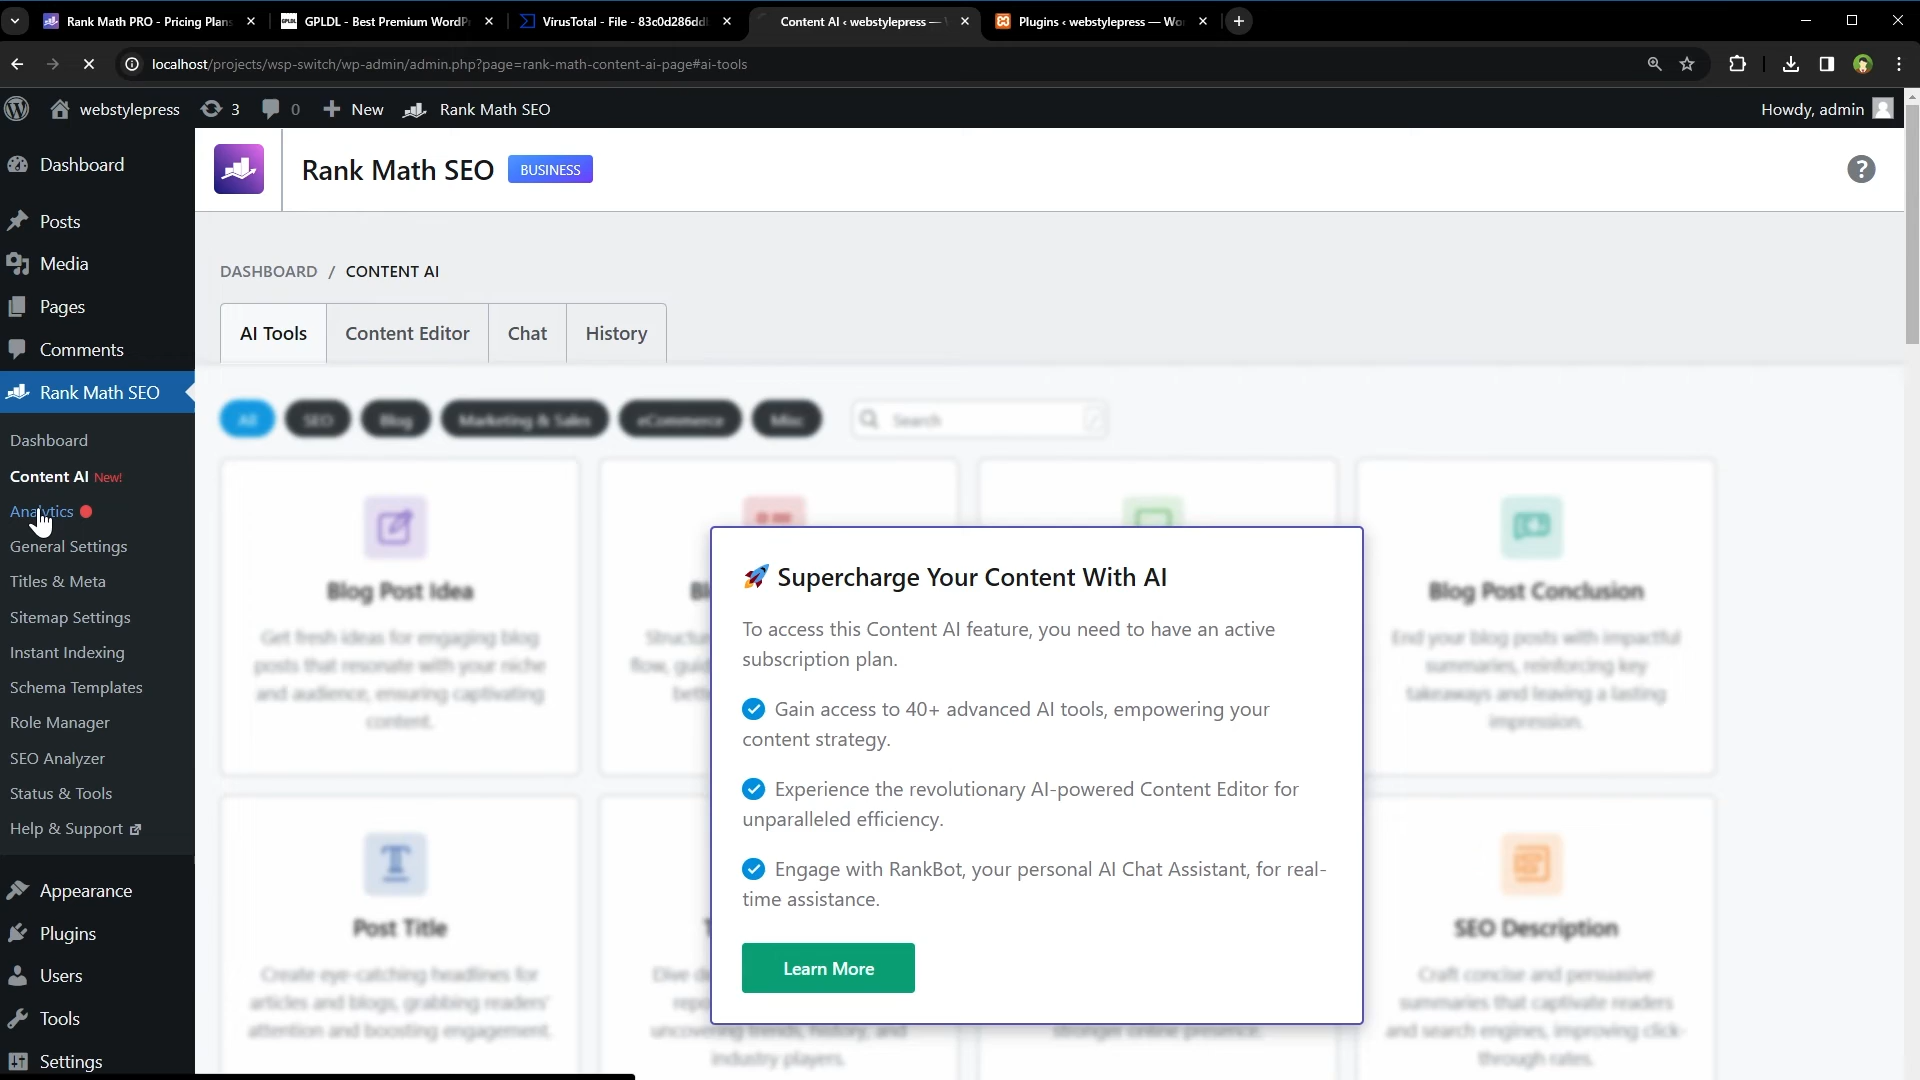 Rank Math PRO - Pricing Plans
GPLDL - Best Premium WordP
VirusTotal - File - 83c0d286dd
Content AI ‹ webstylepress —
Plugins ‹ webstylepress — Wo
localhost/projects/wsp-switch/wp-admin/admin.php?page=rank-math-content-ai-page#ai-tools
webstylepress
3
0
New
Rank Math SEO
Howdy, admin
Dashboard
Posts
Media
Pages
Comments
Rank Math SEO
Dashboard
Content AI New!
Analytics
General Settings
Titles & Meta
Sitemap Settings
Instant Indexing
Schema Templates
Role Manager
SEO Analyzer
Status & Tools
Help & Support
Appearance
Plugins
Users
Tools
Settings
Rank Math SEO
BUSINESS
?
DASHBOARD / CONTENT AI
AI Tools
Content Editor
Chat
History
All
SEO
Blog
Marketing & Sales
eCommerce
Misc
Search
Blog Post Idea
Get fresh ideas for engaging blog
posts that resonate with your niche
and audience, ensuring captivating
content.
Blog Post Conclusion
End your blog posts with impactful
summaries, reinforcing key
takeaways and leaving a lasting
impression.
Post Title
Create eye-catching headlines for
articles and blogs, grabbing readers'
attention and boosting engagement.
uncovering trends, history, and
industry players.
stronger online presence.
SEO Description
Craft concise and persuasive
summaries that captivate readers
and search engines, improving click-
through rates.
🚀 Supercharge Your Content With AI
To access this Content AI feature, you need to have an active
subscription plan.
Gain access to 40+ advanced AI tools, empowering your
content strategy.
Experience the revolutionary AI-powered Content Editor for
unparalleled efficiency.
Engage with RankBot, your personal AI Chat Assistant, for real-
time assistance.
Learn More